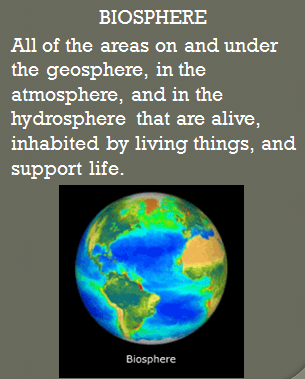 BIOSPHERE
All of the areas on and under
the geosphere, in the
atmosphere, and in the
hydrosphere that are alive,
inhabited by living things, and
support life.
Biosphere